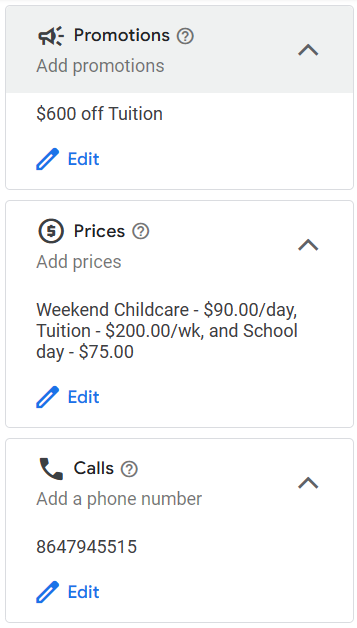 Promotions ?
Add promotions
$600 off Tuition
Edit
Prices ?
Add prices
Weekend Childcare - $90.00/day,
Tuition - $200.00/wk, and School
day - $75.00
Edit
Calls ?
Add a phone number
8647945515
Edit